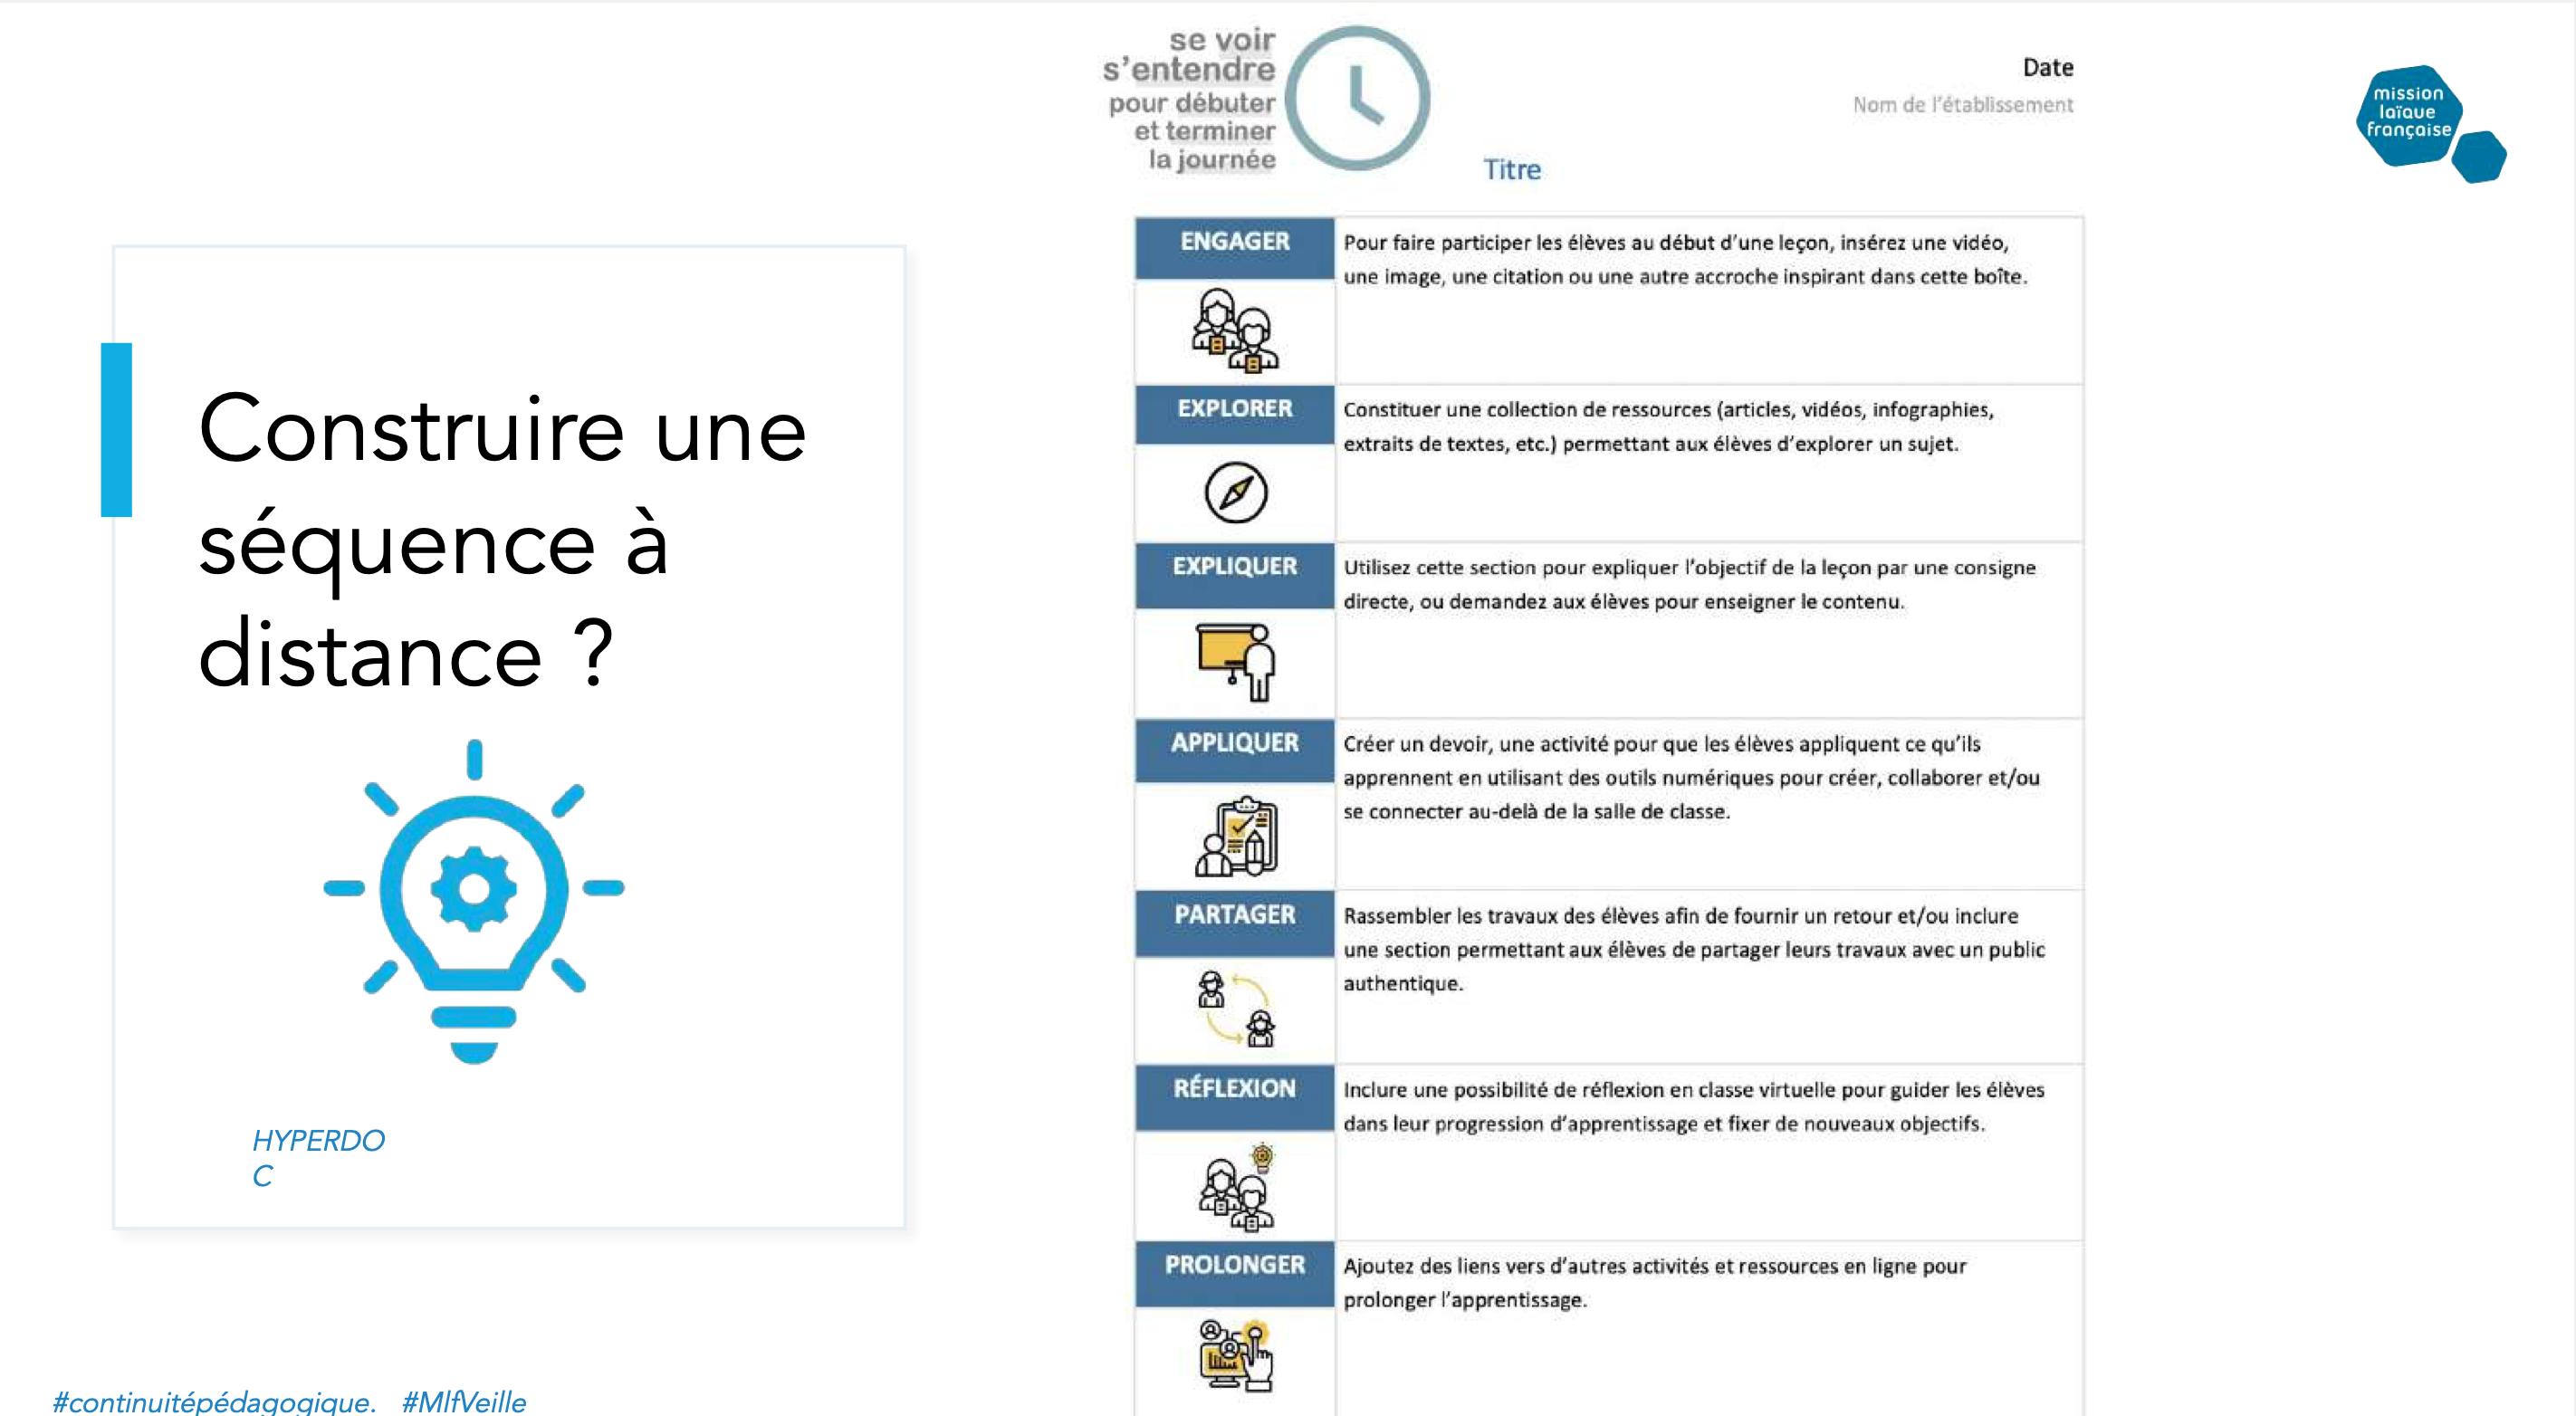 Construire une
séquence à
distance ?
HYPERDO
C
#continuitépédagogique. #MlfVeille
se voir
s'entendre
pour débuter
et terminer
la journée
Date
Nom de l'établissement
Titre
mission
laïque
française
ENGAGER
Pour faire participer les élèves au début d'une leçon, insérez une vidéo,
une image, une citation ou une autre accroche inspirant dans cette boîte.
EXPLORER
Constituer une collection de ressources (articles, vidéos, infographies,
extraits de textes, etc.) permettant aux élèves d'explorer un sujet.
EXPLIQUER
Utilisez cette section pour expliquer l'objectif de la leçon par une consigne
directe, ou demandez aux élèves pour enseigner le contenu.
APPLIQUER
Créer un devoir, une activité pour que les élèves appliquent ce qu'ils
apprennent en utilisant des outils numériques pour créer, collaborer et/ou
se connecter au-delà de la salle de classe.
PARTAGER
Rassembler les travaux des élèves afin de fournir un retour et/ou inclure
une section permettant aux élèves de partager leurs travaux avec un public
authentique.
RÉFLEXION
Inclure une possibilité de réflexion en classe virtuelle pour guider les élèves
dans leur progression d'apprentissage et fixer de nouveaux objectifs.
PROLONGER
Ajoutez des liens vers d'autres activités et ressources en ligne pour
prolonger l'apprentissage.